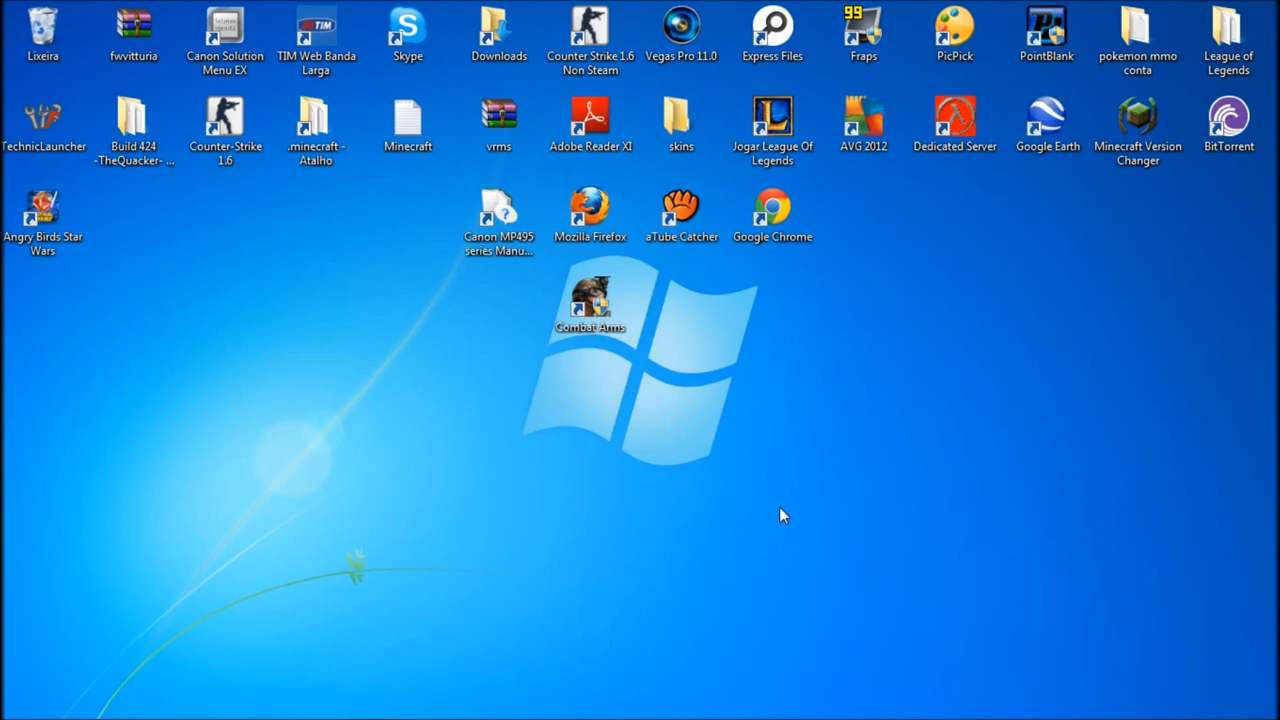 Lixeira
fwvitturia
Canon Solution
Menu EX
TIM
TIM Web Banda
Larga
Skype
Downloads
Counter Strike 1.6
Non Steam
Vegas Pro 11.0
Express Files
99
Fraps
PicPick
PointBlank
pokemon mmo
conta
League of
Legends
TechnicLauncher
Build 424
-TheQuacker- ...
Counter-Strike
1.6
.minecraft -
Atalho
Minecraft
vrms
Adobe Reader XI
skins
Jogar League Of
Legends
AVG 2012
Dedicated Server
Google Earth
Minecraft Version
Changer
BitTorrent
Angry Birds Star
Wars
Canon MP495
series Manu...
Mozilla Firefox
aTube Catcher
Google Chrome
Combat Arms